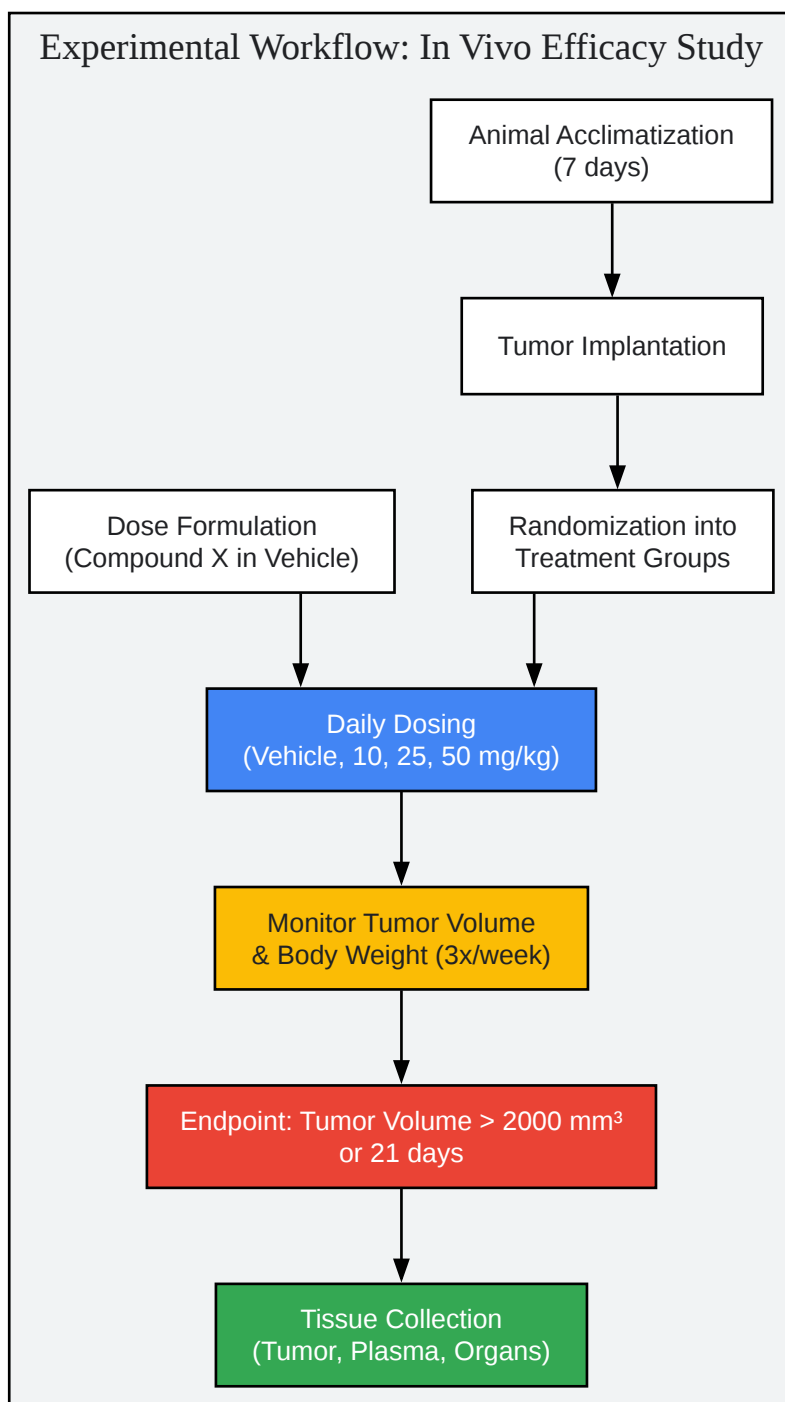 Experimental Workflow: In Vivo Efficacy Study
Animal Acclimatization
(7 days)
Tumor Implantation
Dose Formulation
(Compound X in Vehicle)
Randomization into
Treatment Groups
Daily Dosing
(Vehicle, 10, 25, 50 mg/kg)
Monitor Tumor Volume
& Body Weight (3x/week)
Endpoint: Tumor Volume > 2000 mm³
or 21 days
Tissue Collection
(Tumor, Plasma, Organs)